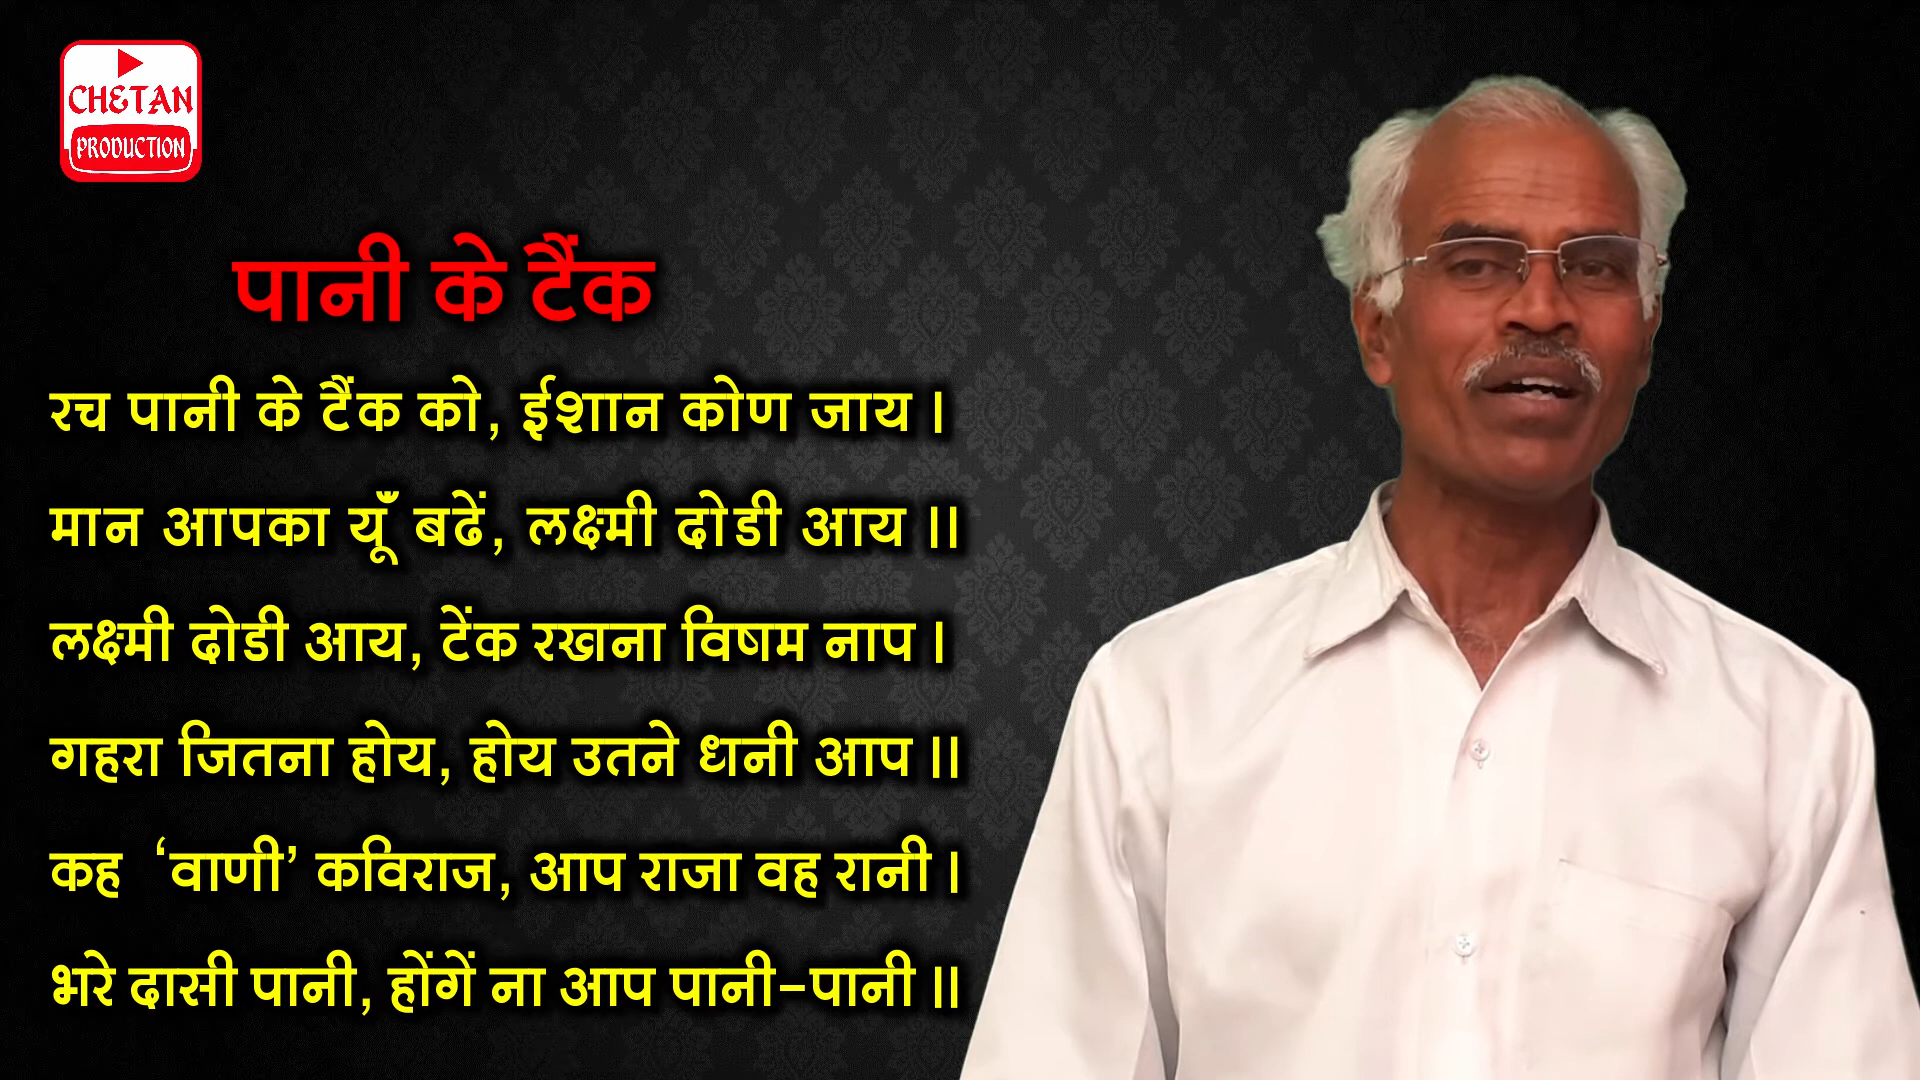 CHETAN
PRODUCTION
पानी के टैंक
रच पानी के टैंक को, ईशान कोण जाय ।
मान आपका यूँ बढें, लक्ष्मी दोडी आय ।।
लक्ष्मी दोडी आय, टेंक रखना विषम नाप ।
गहरा जितना होय, होय उतने धनी आप ।।
कह ‘वाणी’ कविराज, आप राजा वह रानी ।
भरे दासी पानी, होंगें ना आप पानी-पानी ।।